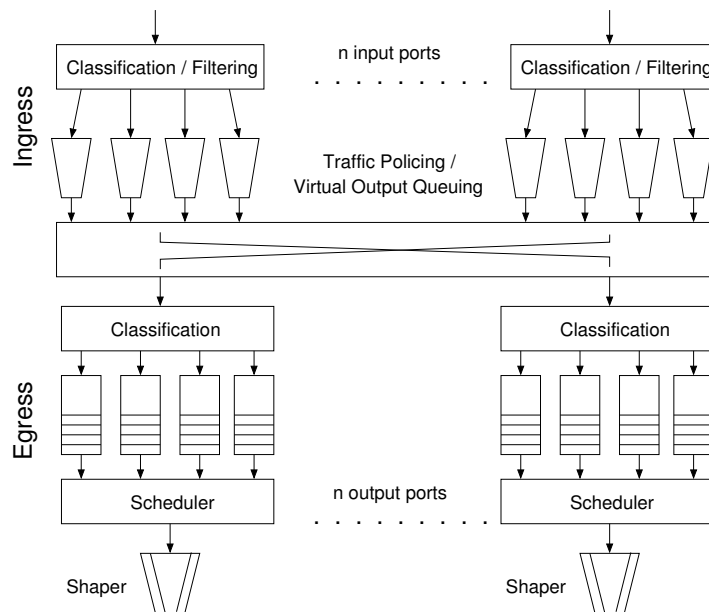 n input ports
Classification / Filtering
Classification / Filtering
. . . . . . . . .
Ingress
Traffic Policing /
Virtual Output Queuing
Classification
Classification
Egress
n output ports
Scheduler
Scheduler
. . . . . . . . .
Shaper
Shaper